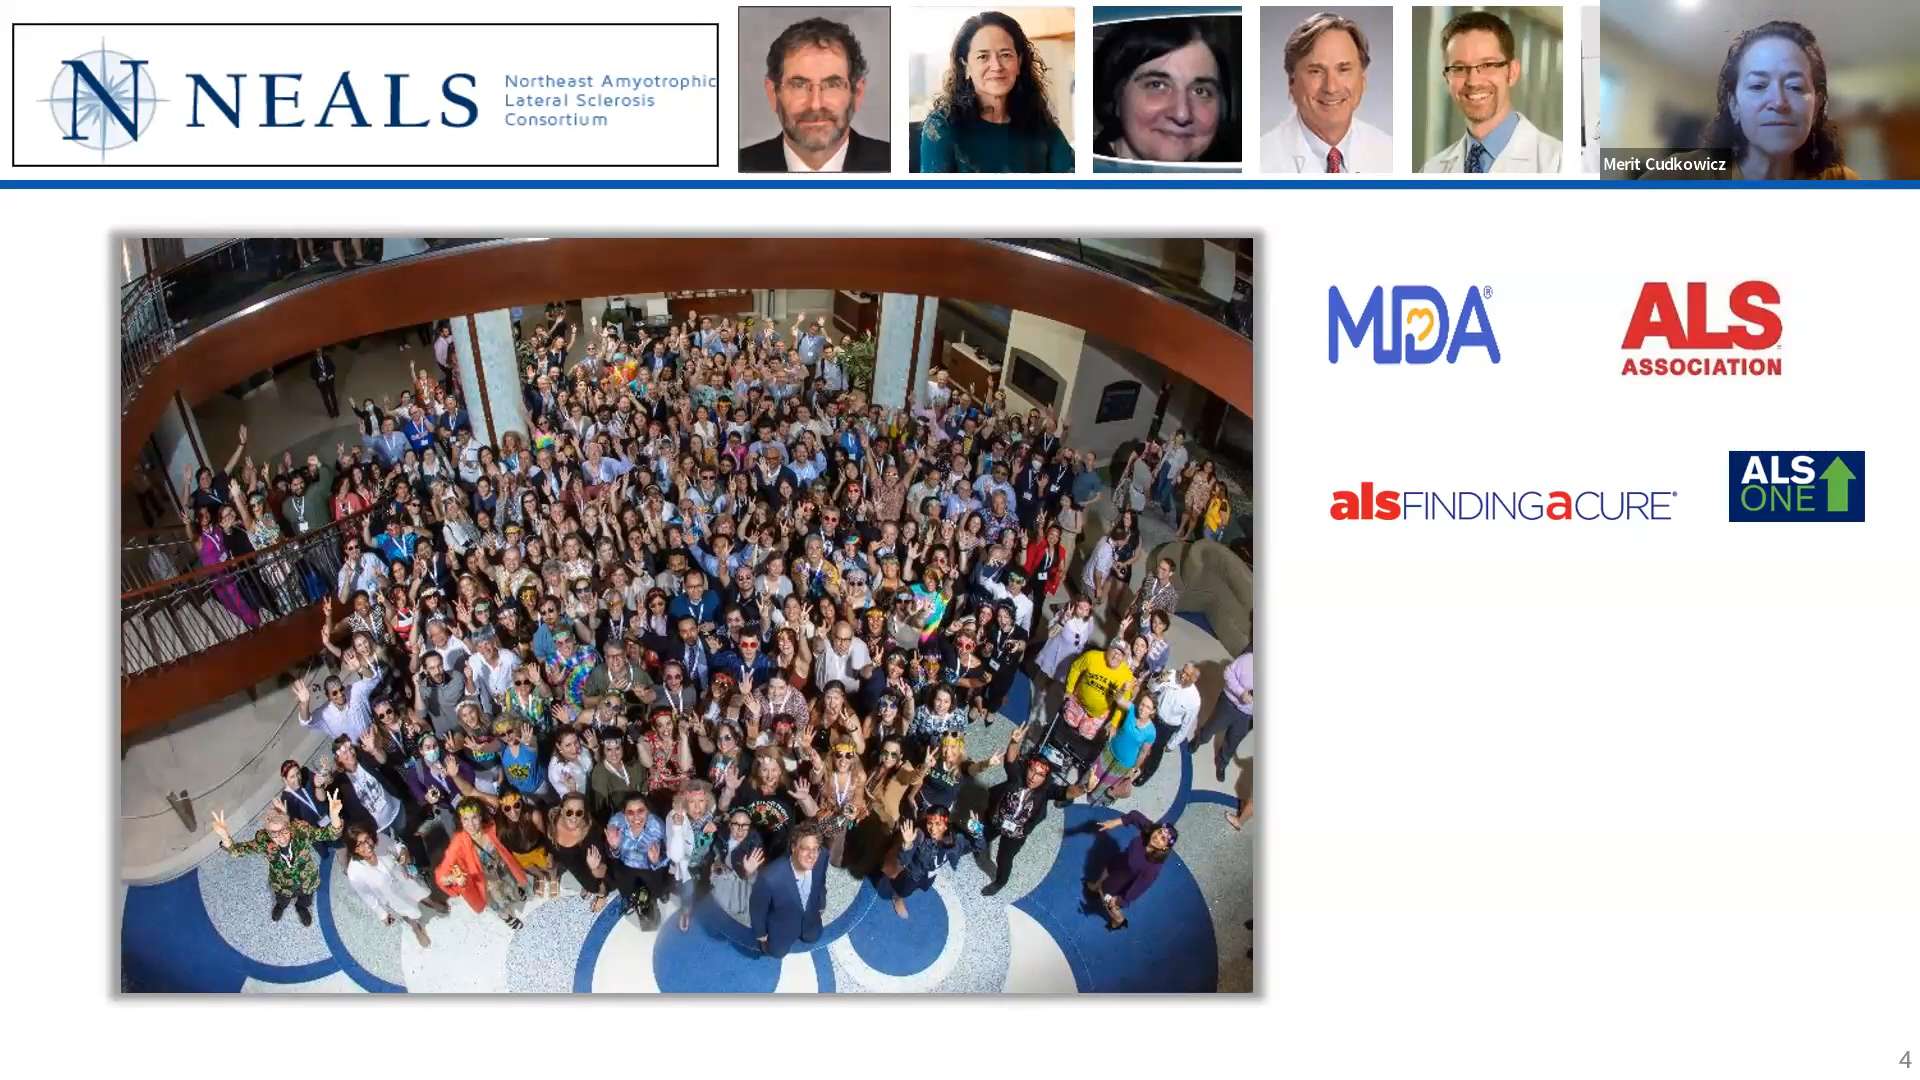 N NEALS
Northeast Amyotrophic
Lateral Sclerosis
Consortium
Merit Cudkowicz
MDA®
ALS
ASSOCIATION
alsFINDINGaCURE®
ALS
ONE
4